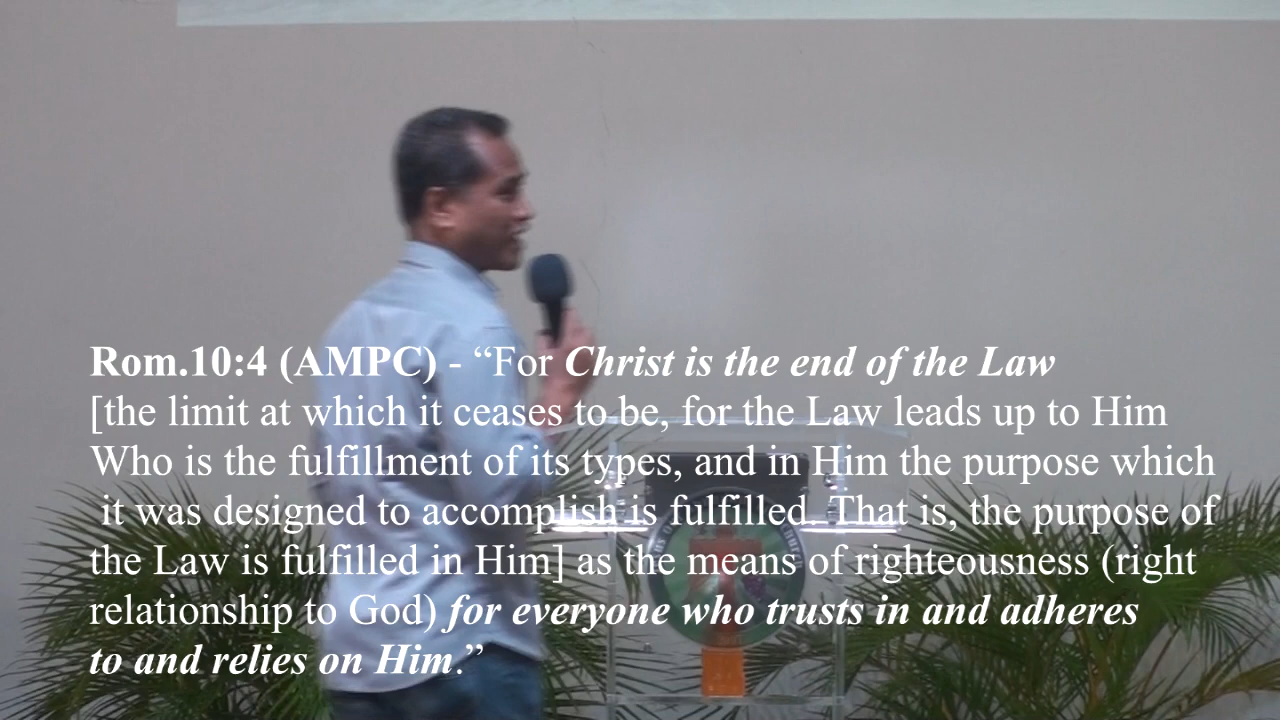 Rom.10:4 (AMPC) - “For Christ is the end of the Law
[the limit at which it ceases to be, for the Law leads up to Him
Who is the fulfillment of its types, and in Him the purpose which
it was designed to accomplish is fulfilled. That is, the purpose of
the Law is fulfilled in Him] as the means of righteousness (right
relationship to God) for everyone who trusts in and adheres
to and relies on Him.”